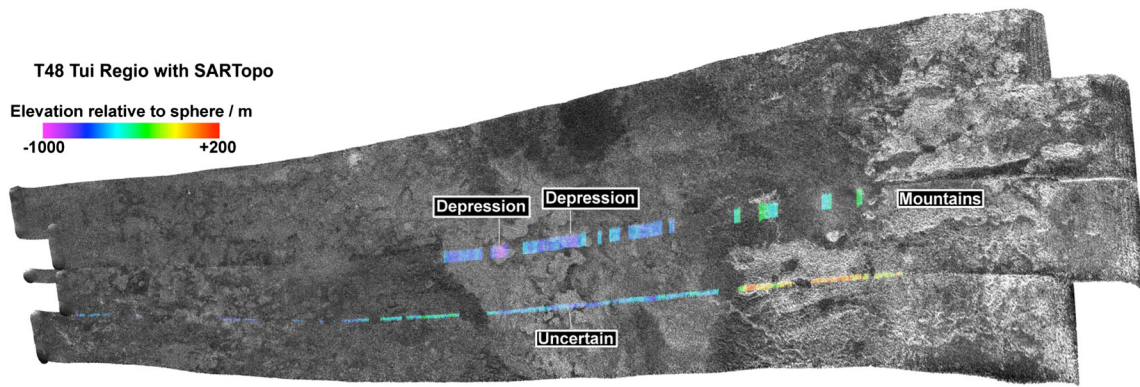 T48 Tui Regio with SARTopo
Elevation relative to sphere / m
-1000 +200
Depression
Depression
Mountains
Uncertain